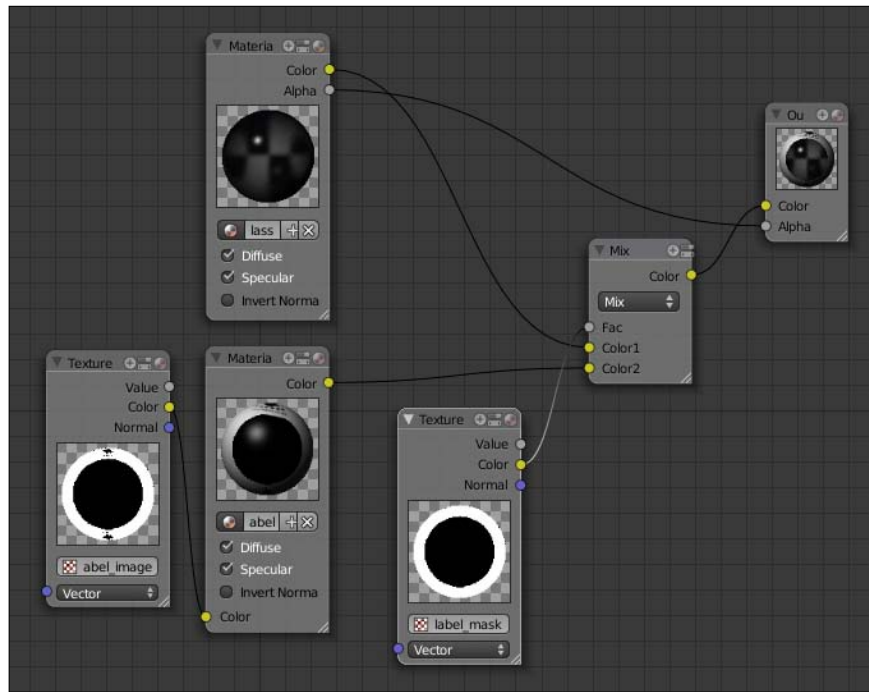 Materia
Color
Alpha
lass
Diffuse
Specular
Invert Norma
Ou
Color
Alpha
Mix
Color
Mix
Fac
Color1
Color2
Texture
Value
Color
Normal
abel_image
Vector
Materia
Color
abel
Diffuse
Specular
Invert Norma
Color
Texture
Value
Color
Normal
label_mask
Vector